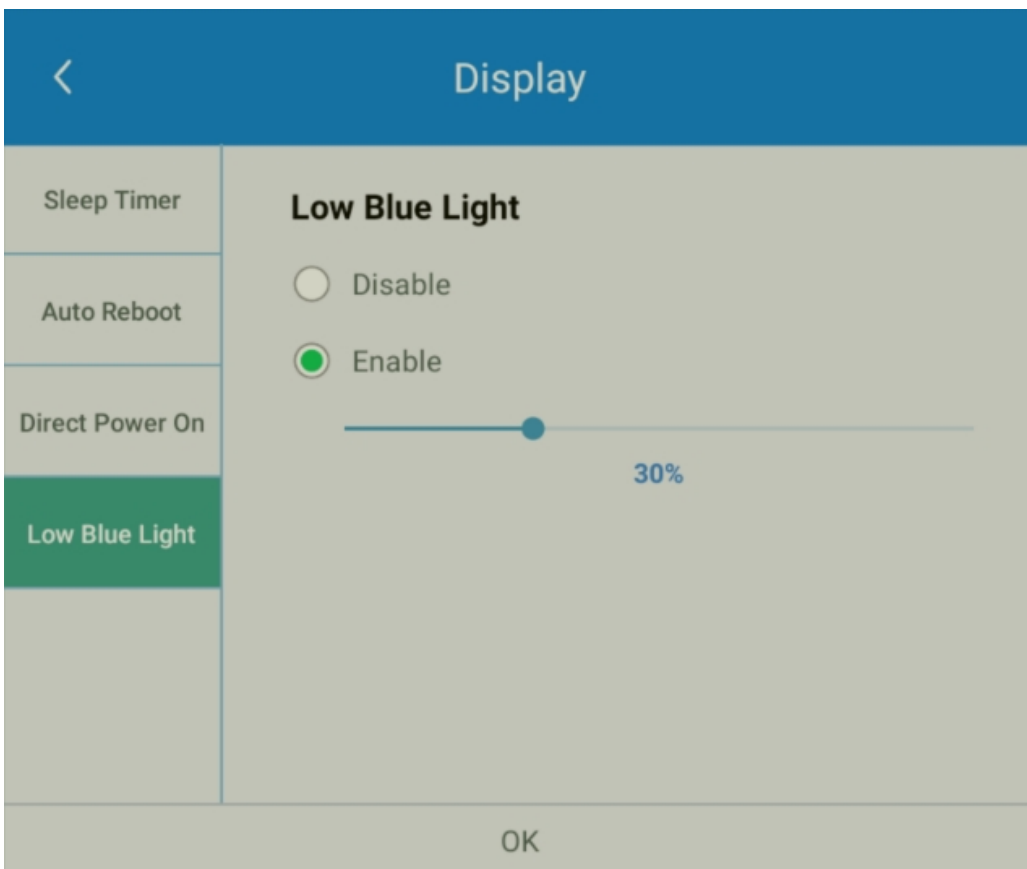 Display
Sleep Timer
Auto Reboot
Direct Power On
Low Blue Light
Low Blue Light
Disable
Enable
30%
OK